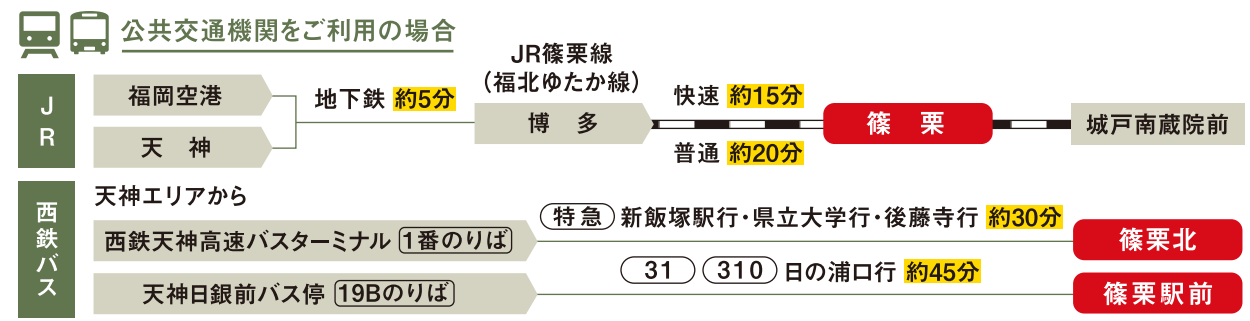 公共交通機関をご利用の場合
JR
福岡空港
天神
地下鉄 約5分
JR篠栗線
(福北ゆたか線)
博多
快速 約15分
普通 約20分
篠栗
城戸南蔵院前
西鉄バス
天神エリアから
西鉄天神高速バスターミナル 1番のりば
特急 新飯塚駅行・県立大学行・後藤寺行 約30分
篠栗北
天神日銀前バス停 19Bのりば
31 310 日の浦口行 約45分
篠栗駅前